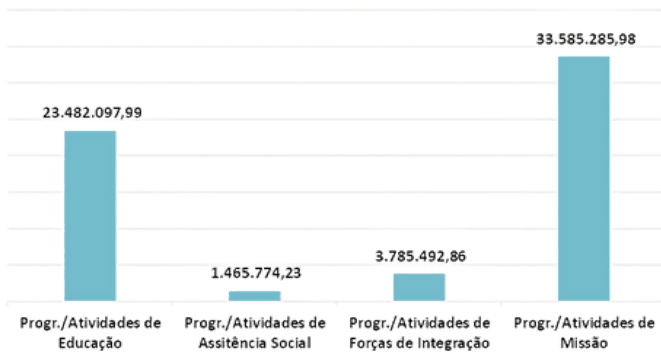 33.585.285,98
23.482.097,99
3.785.492,86
1.465.774,23
Progr./Atividades de
Educação
Progr./Atividades de
Assitência Social
Progr./Atividades de
Forças de Integração
Progr./Atividades de
Missão